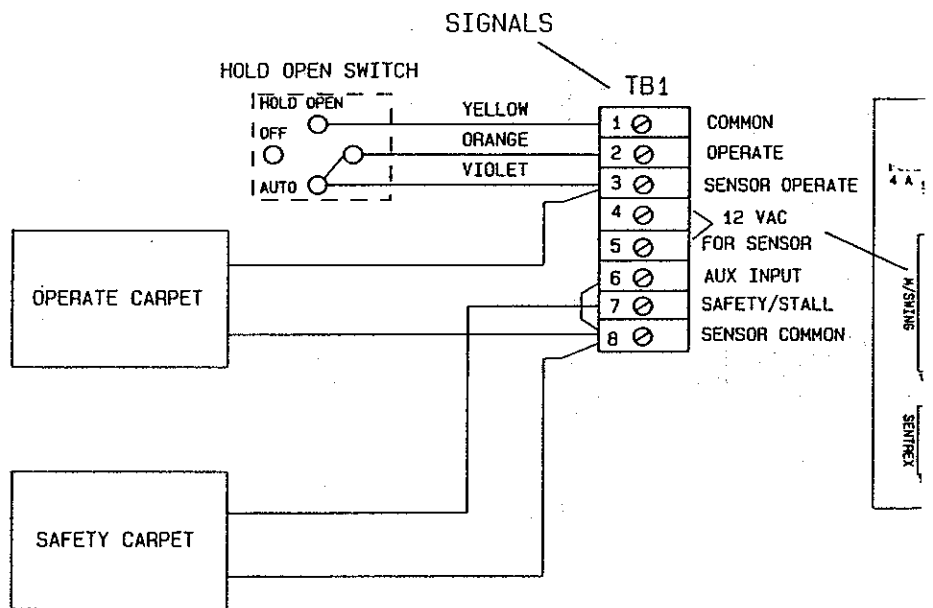 SIGNALS
HOLD OPEN SWITCH
TB1
HOLD OPEN
OFF
AUTO
YELLOW
ORANGE
VIOLET
1 COMMON
2 OPERATE
3 SENSOR OPERATE
4 12 VAC
5 FOR SENSOR
6 AUX INPUT
7 SAFETY/STALL
8 SENSOR COMMON
OPERATE CARPET
SAFETY CARPET
4 A
M/SWING
SENTREX